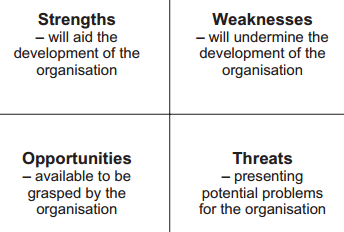 Strengths
– will aid the
development of the
organisation
Weaknesses
– will undermine the
development of the
organisation
Opportunities
– available to be
grasped by the
organisation
Threats
– presenting
potential problems
for the organisation